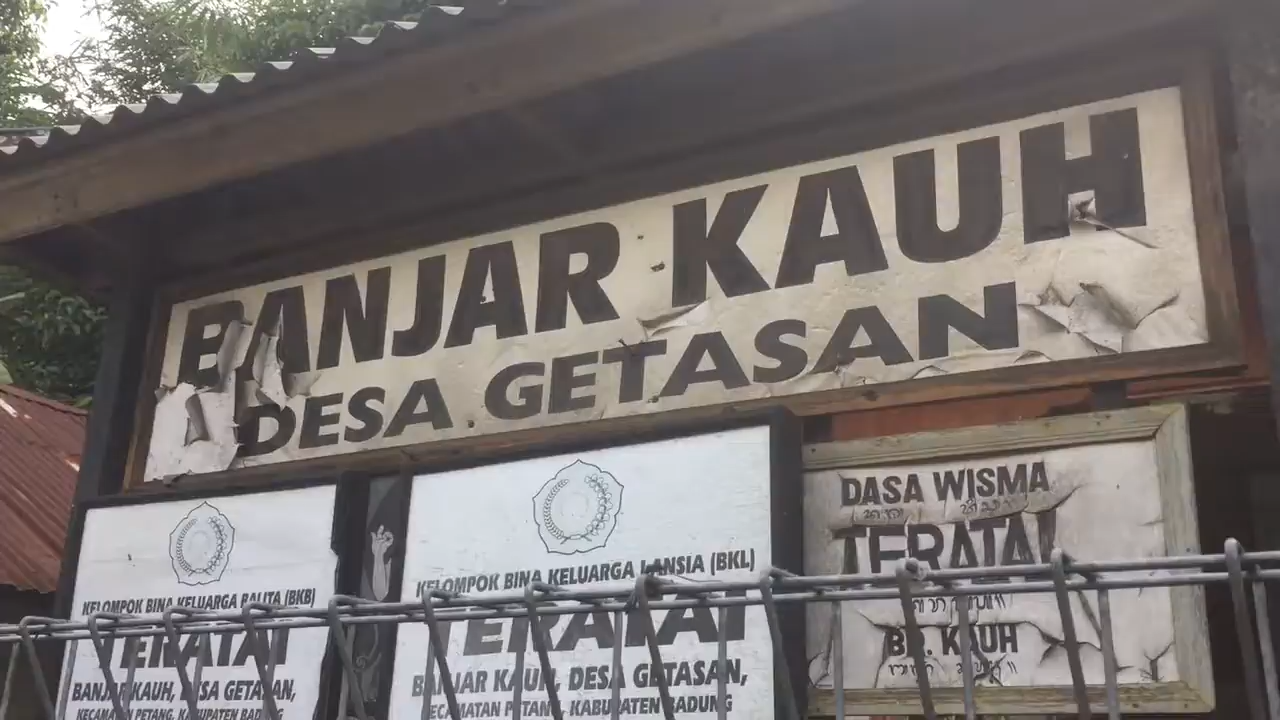 BANJAR KAUH
DESA GETASAN
KELOMPOK BINA KELUARGA BALITA (BKB)
TERATAI
BANJAR KAUH, DESA GETASAN,
KECAMATAN PETANG, KABUPATEN BADUNG
KELOMPOK BINA KELUARGA LANSIA (BKL)
TERATAI
BANJAR KAUH, DESA GETASAN,
KECAMATAN PETANG, KABUPATEN BADUNG
DASA WISMA
TERATAI
BR. KAUH